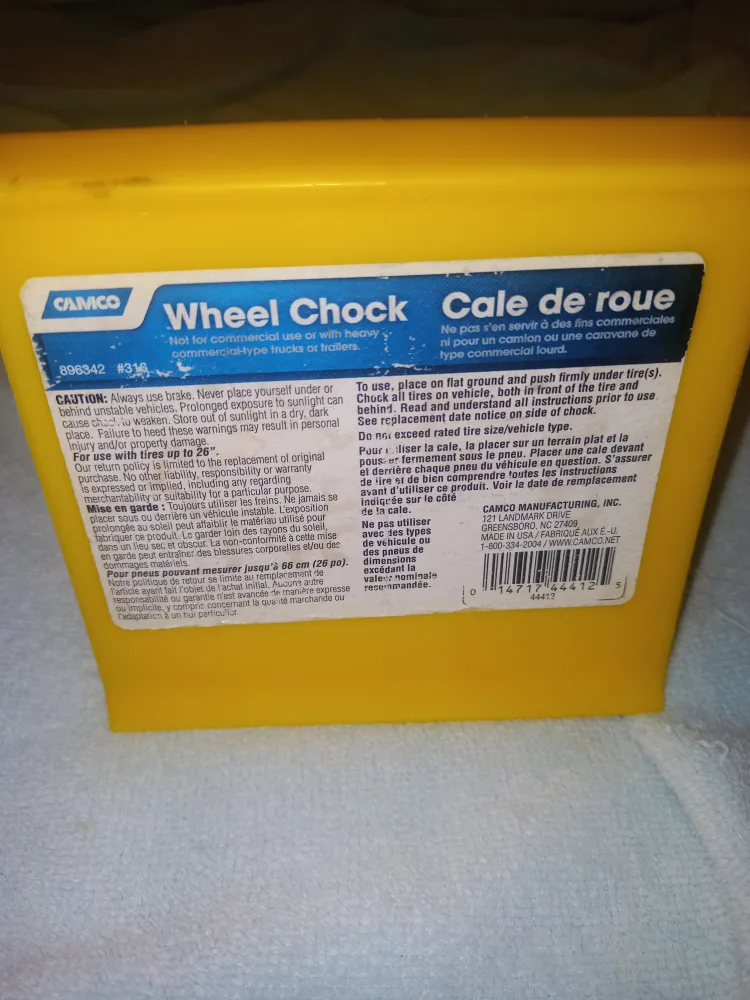 CAMCO
Wheel Chock
Not for commercial use or with heavy
commercial-type trucks or trailers.
896342 #316
Cale de roue
Ne pas s'en servir à des fins commerciales
ni pour un camion ou une caravane de
type commercial lourd.
CAUTION: Always use brake. Never place yourself under or
behind unstable vehicles. Prolonged exposure to sunlight can
cause to weaken. Store out of sunlight in a dry, dark
place. Failure to heed these warnings may result in personal
injury and/or property damage.
For use with tires up to 26".
Our return policy is limited to the replacement of original
purchase. No other liability, responsibility or warranty
is expressed or implied, including any regarding
merchantability or suitability for a particular purpose.
Mise en garde : Toujours utiliser les freins. Ne jamais se
placer sous ou derrière un véhicule instable. L'exposition
prolongée au soleil peut affaiblir le matériau utilisé pour
fabriquer ce produit. Le garder loin des rayons du soleil,
dans un lieu sec et obscur. La non-conformité à cette mise
en garde peut entraîner des blessures corporelles et/ou des
dommages matériels.
Pour pneus pouvant mesurer jusqu'à 66 cm (26 po).
Notre politique de retour se limite au remplacement de
l'article ayant fait l'objet de l'achat initial. Aucune autre
responsabilité ou garantie n'est avancée de manière expresse
ou implicite, y compris concernant la qualité marchande ou
l'adaptation à un but particulier.
To use, place on flat ground and push firmly under tire(s).
Chock all tires on vehicle, both in front of the tire and
behind. Read and understand all instructions prior to use.
See replacement date notice on side of chock.
Do not exceed rated tire size/vehicle type.
Pour utiliser la cale, la placer sur un terrain plat et la
pousser fermement sous le pneu. Placer une cale devant
et derrière chaque pneu du véhicule en question. S'assurer
de lire et de bien comprendre toutes les instructions
avant d'utiliser ce produit. Voir la date de remplacement
indiquée sur le côté
de la cale.
Ne pas utiliser
avec des types
de véhicule ou
des pneus de
dimensions
excédant la
valeur nominale
recommandée.
CAMCO MANUFACTURING, INC.
121 LANDMARK DRIVE
GREENSBORO, NC 27409
MADE IN USA / FABRIQUÉ AUX É.-U.
1-800-334-2004 / WWW.CAMCO.NET
0 14717 44412 5
44412